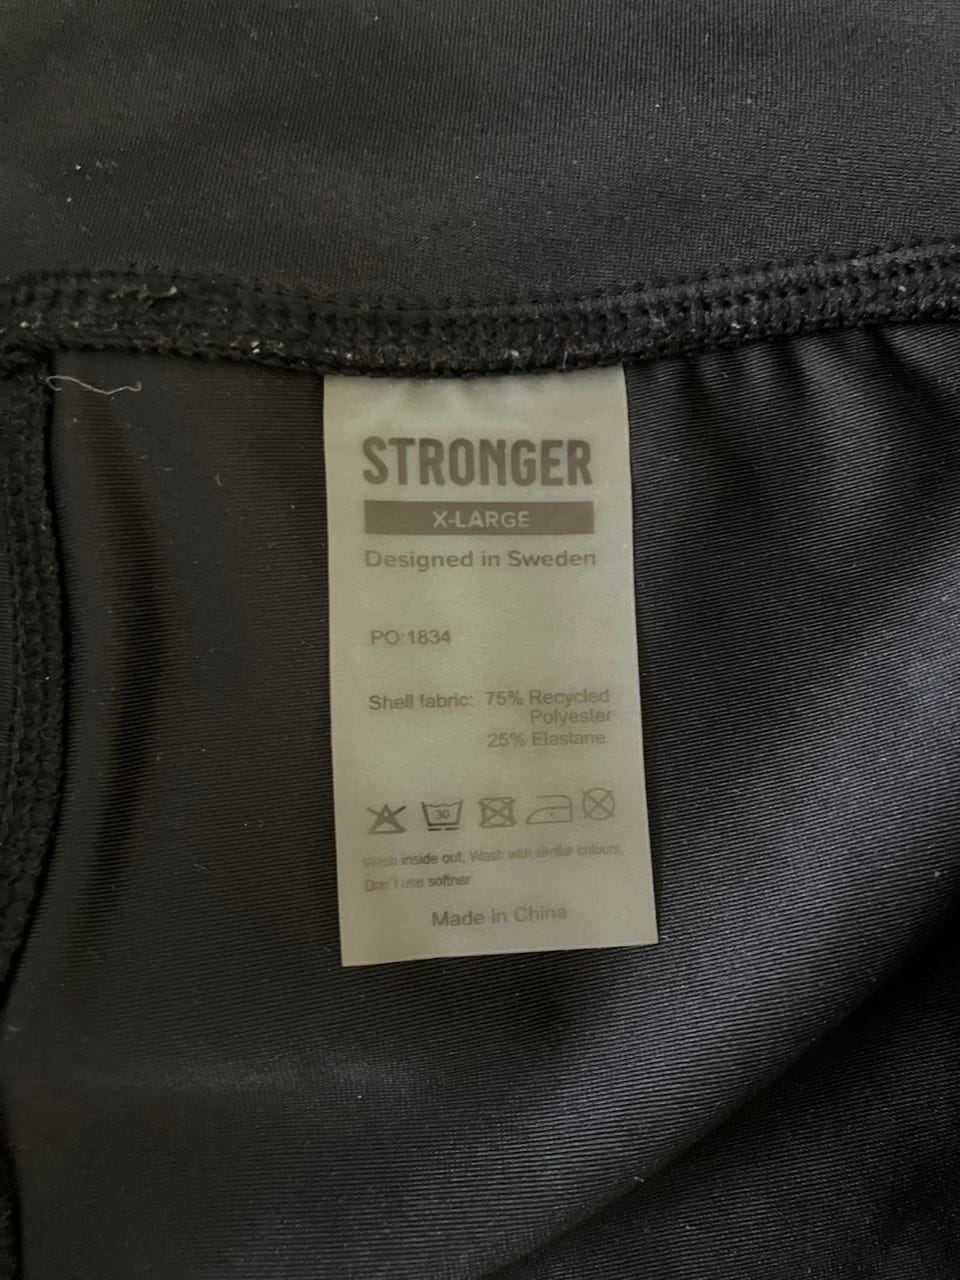 STRONGER
X-LARGE
Designed in Sweden
PO:1834
Shell fabric: 75% Recycled
Polyester
25% Elastane
30
Wash inside out, Wash with similar colours,
Don't use softner
Made in China